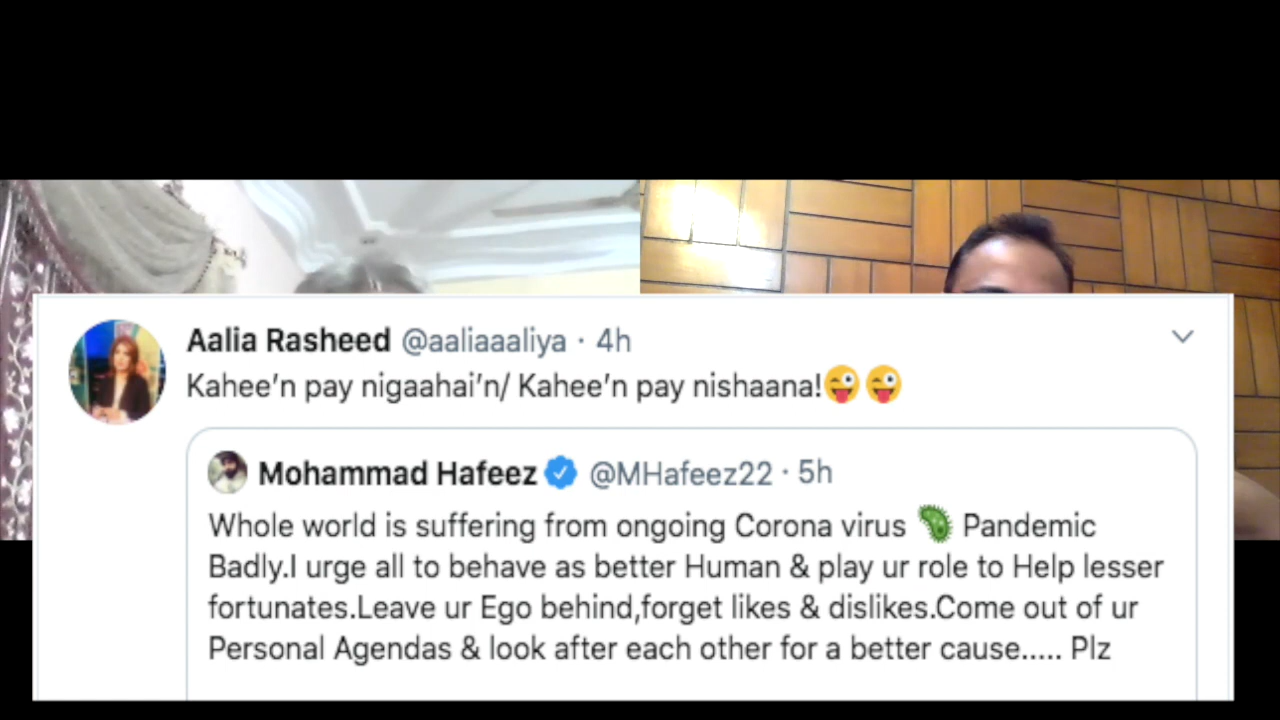 Aalia Rasheed @aaliaaaliya · 4h
Kahee’n pay nigaahai’n/ Kahee’n pay nishaana!😜😜
Mohammad Hafeez @MHafeez22 · 5h
Whole world is suffering from ongoing Corona virus 🦠 Pandemic
Badly.I urge all to behave as better Human & play ur role to Help lesser
fortunates.Leave ur Ego behind,forget likes & dislikes.Come out of ur
Personal Agendas & look after each other for a better cause..... Plz